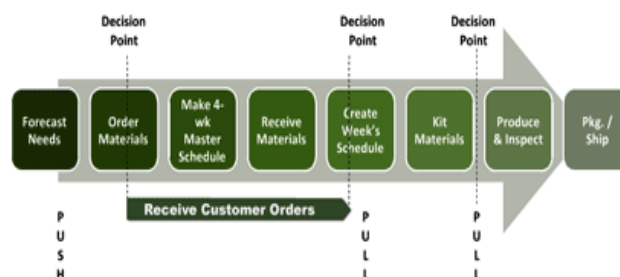 Decision
Point
Decision
Point
Decision
Point
Forecast
Needs
Order
Materials
Make 4-
wk
Master
Schedule
Receive
Materials
Create
Week's
Schedule
Kit
Materials
Produce
& Inspect
Pkg. /
Ship
Receive Customer Orders
P
U
S
H
P
U
L
L
P
U
L
L